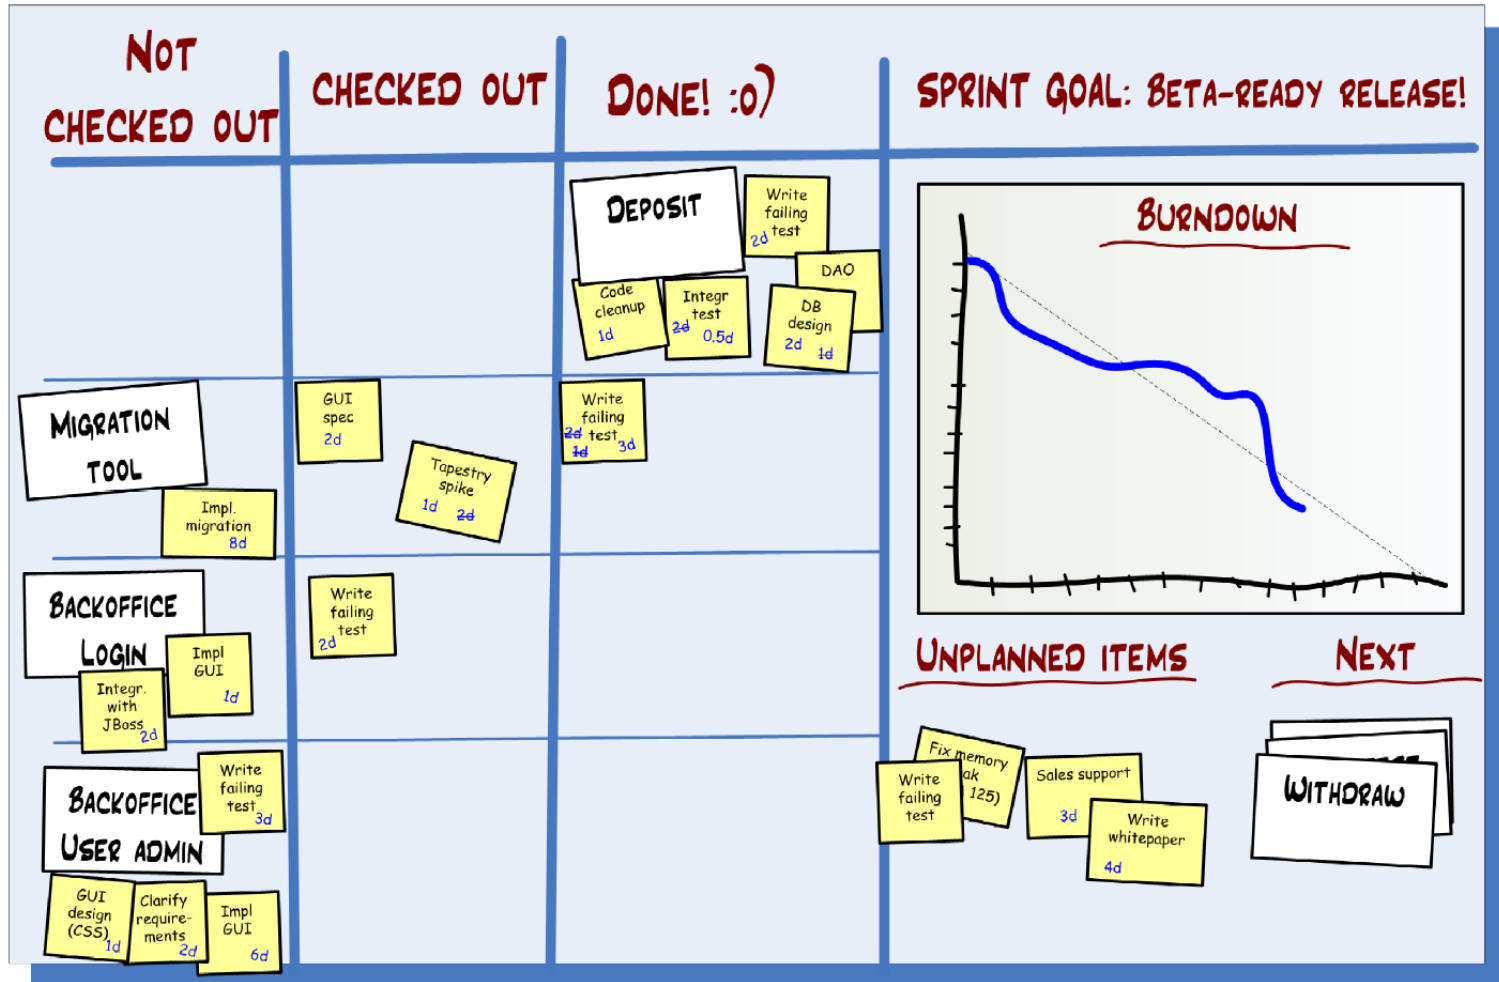 NOT
CHECKED OUT
CHECKED OUT
DONE! :o)
SPRINT GOAL: BETA-READY RELEASE!
DEPOSIT
Write
failing
test
2d
DAO
Code
cleanup
1d
Integr
test
2d
0.5d
DB
design
2d
1d
BURNDOWN
MIGRATION
TOOL
Impl.
migration
8d
GUI
spec
2d
Tapestry
spike
1d
2d
Write
failing
test
2d
1d
3d
BACKOFFICE
LOGIN
Impl
GUI
1d
Integr.
with
JBoss
2d
Write
failing
test
2d
BACKOFFICE
USER ADMIN
Write
failing
test
3d
GUI
design
(CSS)
1d
Clarify
require-
ments
2d
Impl
GUI
6d
UNPLANNED ITEMS
Fix memory
125)
Write
failing
test
Sales support
3d
Write
whitepaper
4d
NEXT
WITHDRAW